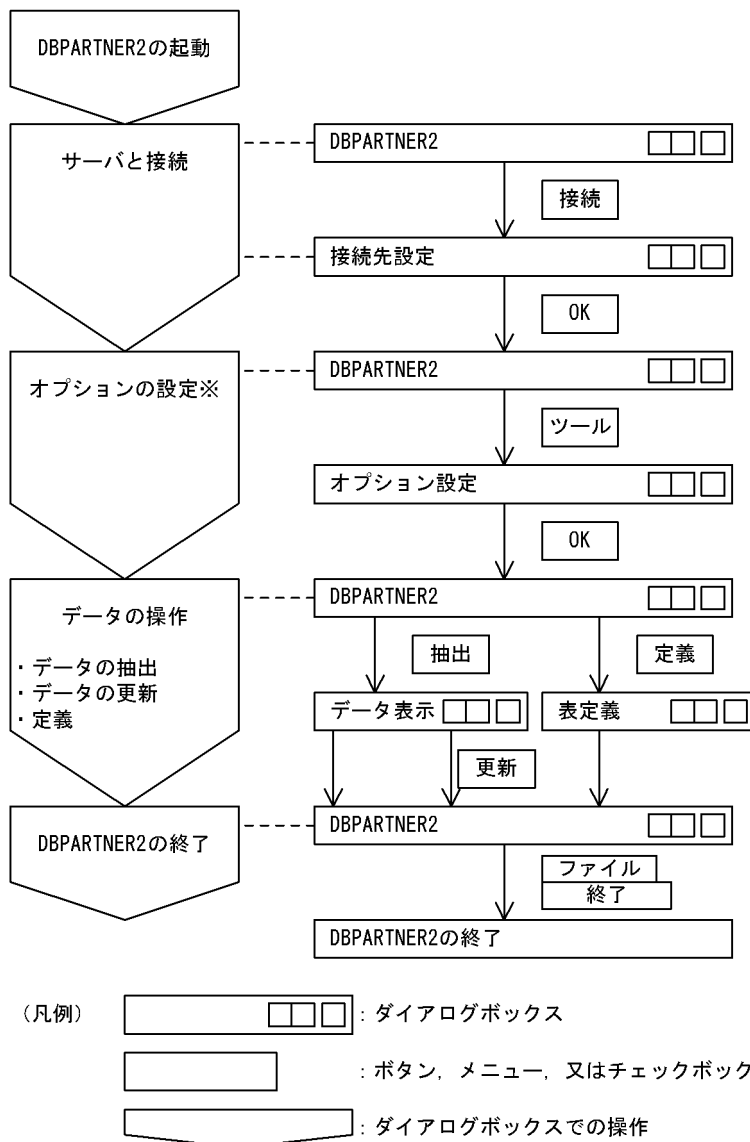 DBPARTNER2の起動
サーバと接続
DBPARTNER2
接続
接続先設定
OK
オプションの設定※
DBPARTNER2
ツール
オプション設定
OK
データの操作
・データの抽出
・データの更新
・定義
DBPARTNER2
抽出
定義
データ表示
表定義
更新
DBPARTNER2の終了
DBPARTNER2
ファイル
終了
DBPARTNER2の終了
(凡例)
：ダイアログボックス
：ボタン，メニュー，又はチェックボック
：ダイアログボックスでの操作